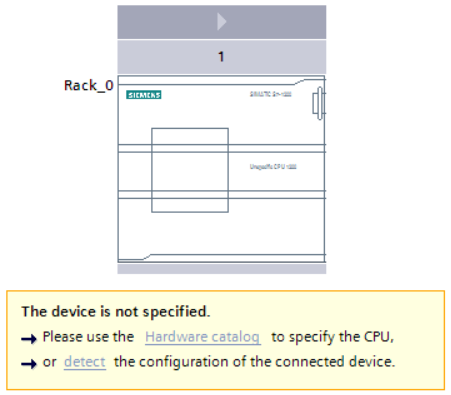 1
Rack_0
SIEMENS
SIMATIC S7-1200
Unspecific CPU 1200
The device is not specified.
→ Please use the Hardware catalog to specify the CPU,
→ or detect the configuration of the connected device.